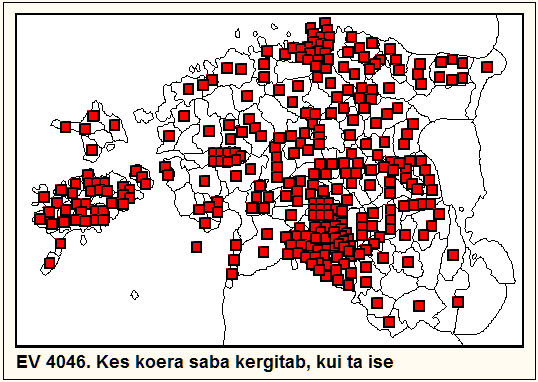 EV 4046. Kes koera saba kergitab, kui ta ise